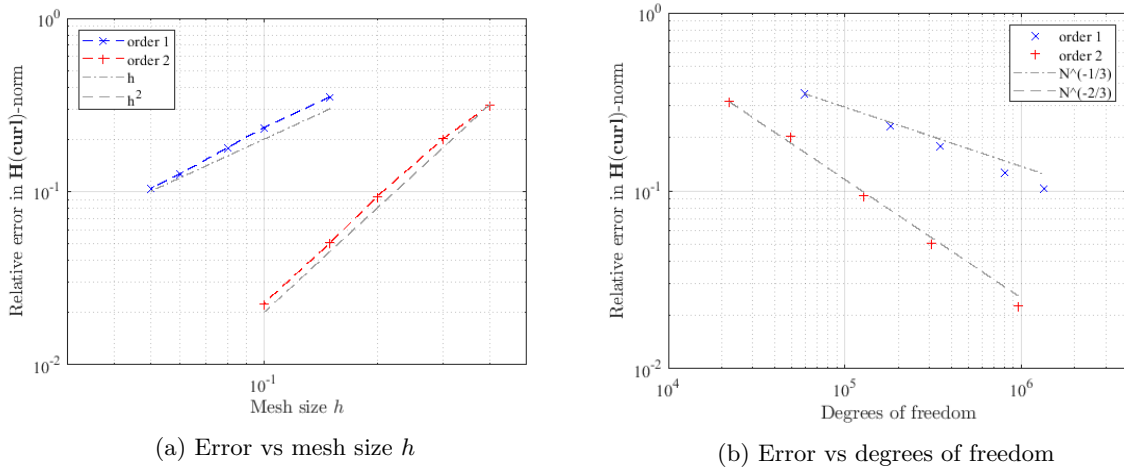 10^0
10^-1
10^-2
Relative error in H(curl)-norm
order 1
order 2
h
h^2
10^-1
Mesh size h
(a) Error vs mesh size h
10^0
10^-1
10^-2
Relative error in H(curl)-norm
order 1
order 2
N^(-1/3)
N^(-2/3)
10^4
10^5
10^6
Degrees of freedom
(b) Error vs degrees of freedom